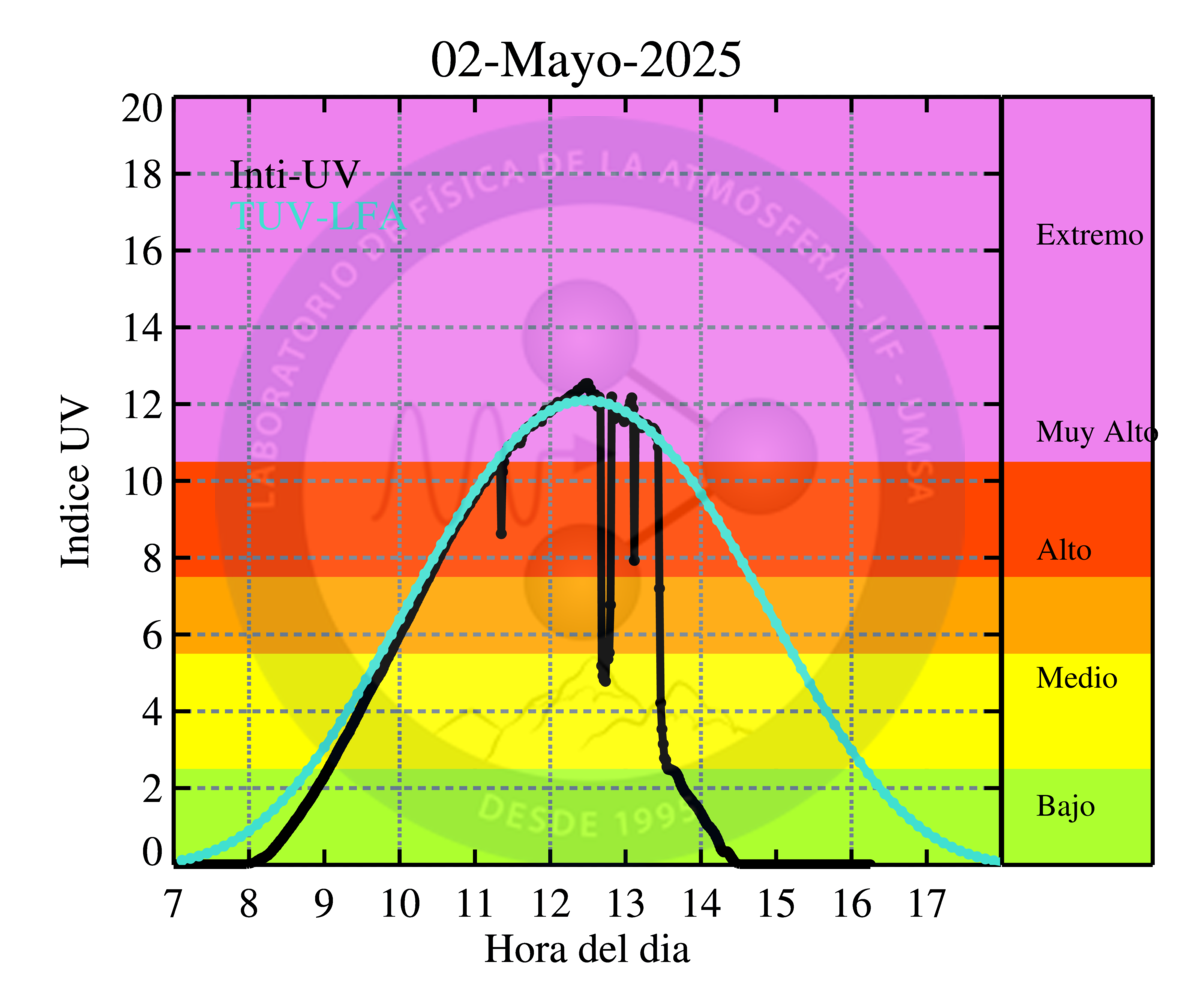 02-Mayo-2025
20
18
16
14
12
10
8
6
4
2
0
Indice UV
Inti-UV
TUV-LFA
LABORATORIO DE FÍSICA DE LA ATMÓSFERA - IIF - UMSA
DESDE 1995
Extremo
Muy Alto
Alto
Medio
Bajo
7 8 9 10 11 12 13 14 15 16 17
Hora del dia